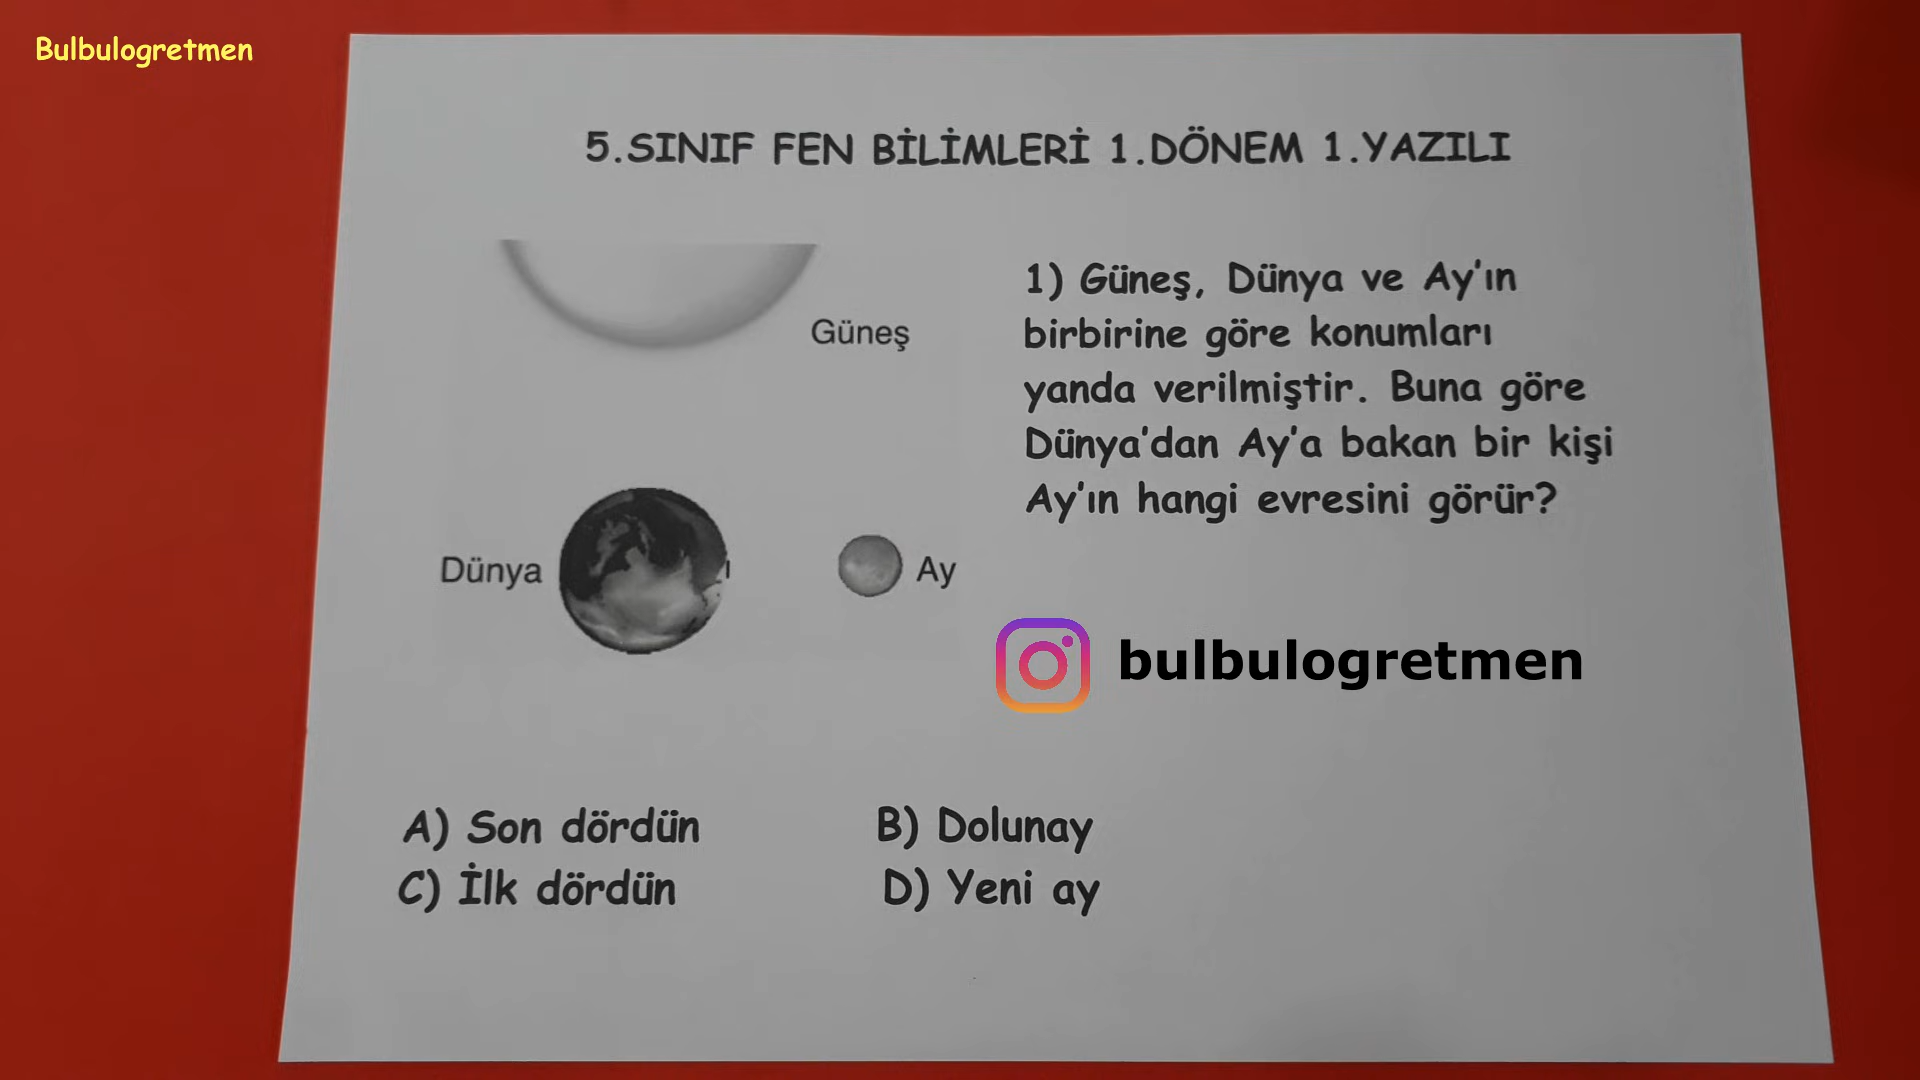 Bulbulogretmen
5.SINIF FEN BİLİMLERİ 1.DÖNEM 1.YAZILI
Güneş
Dünya
Ay
1) Güneş, Dünya ve Ay'ın
birbirine göre konumları
yanda verilmiştir. Buna göre
Dünya'dan Ay'a bakan bir kişi
Ay'ın hangi evresini görür?
bulbulogretmen
A) Son dördün
B) Dolunay
C) İlk dördün
D) Yeni ay